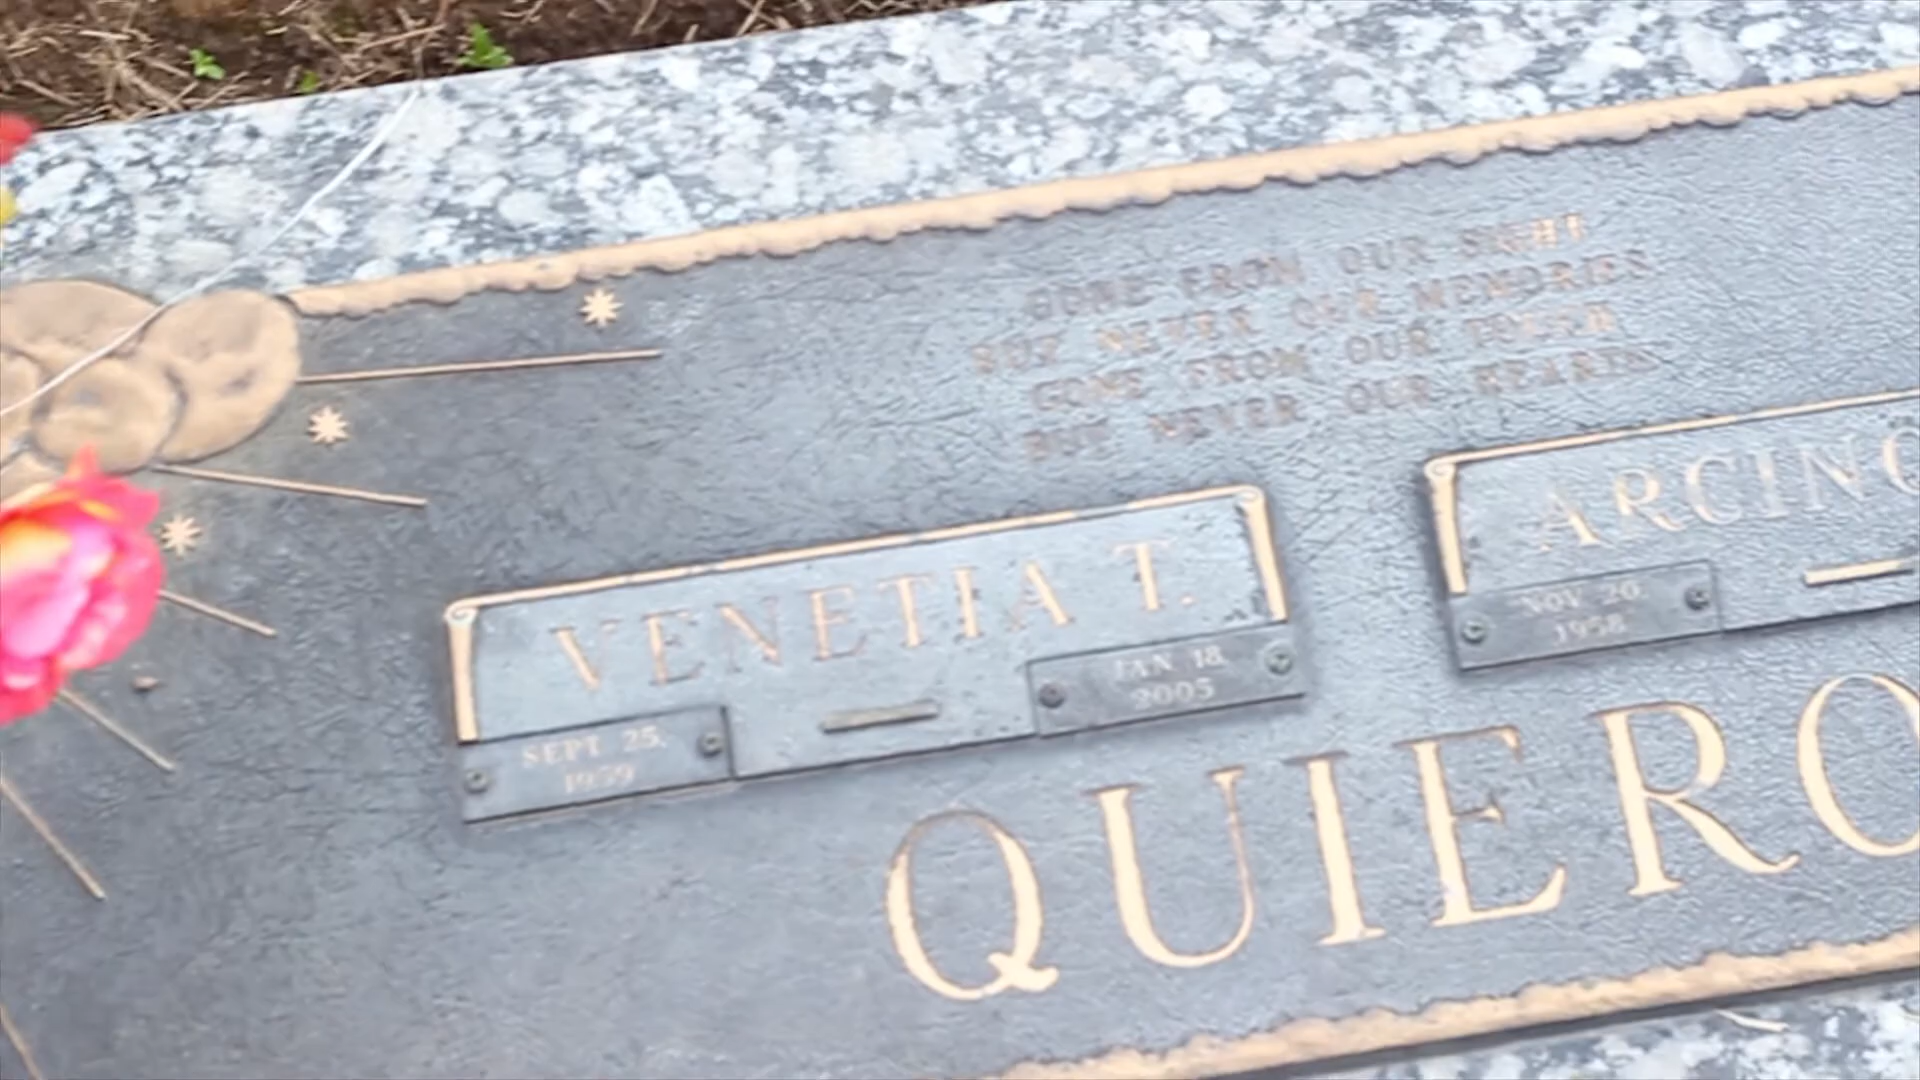 GONE FROM OUR SIGHT
BUT NEVER OUR MEMORIES
GONE FROM OUR TOUCH
BUT NEVER OUR HEARTS
VENETIA T.
SEPT 25,
1959
JAN 18,
2005
ARCINO
NOV 20,
1958
QUIERO